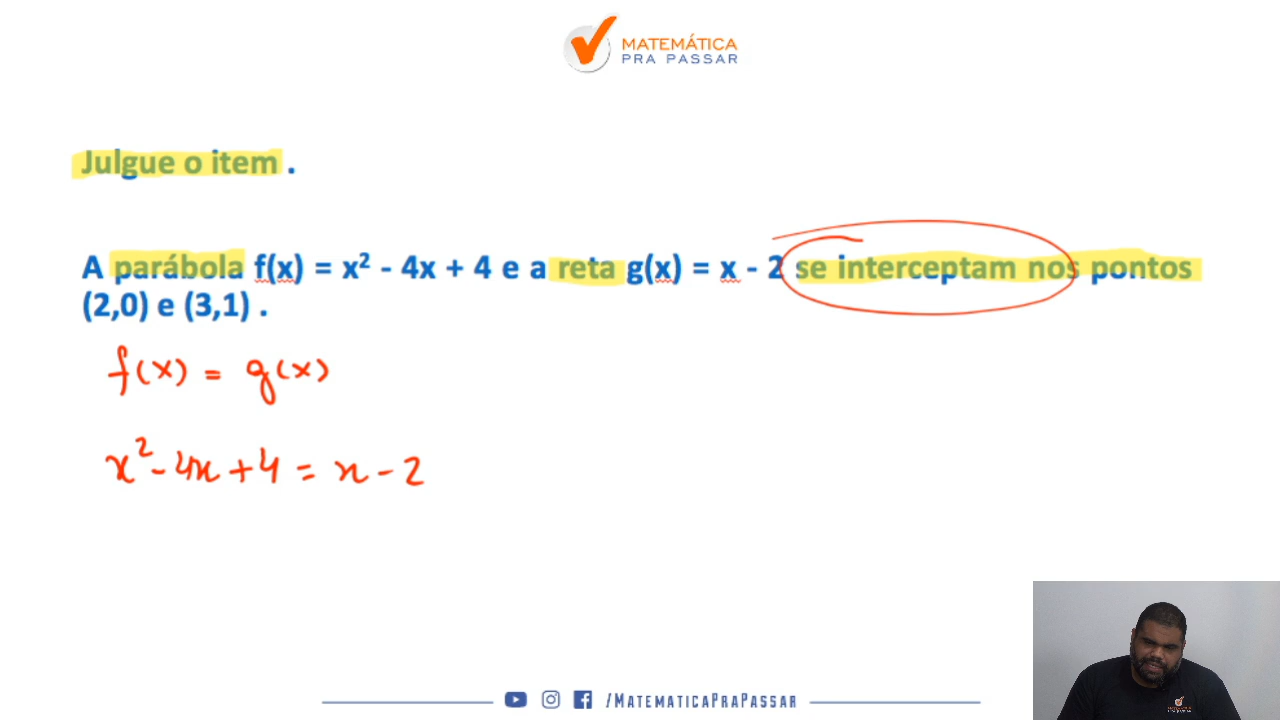 MATEMÁTICA
PRA PASSAR
Julgue o item .
A parábola f(x) = x² - 4x + 4 e a reta g(x) = x - 2 se interceptam nos pontos
(2,0) e (3,1) .
f(x) = g(x)
x² - 4x + 4 = x - 2
/MatematicaPraPassar